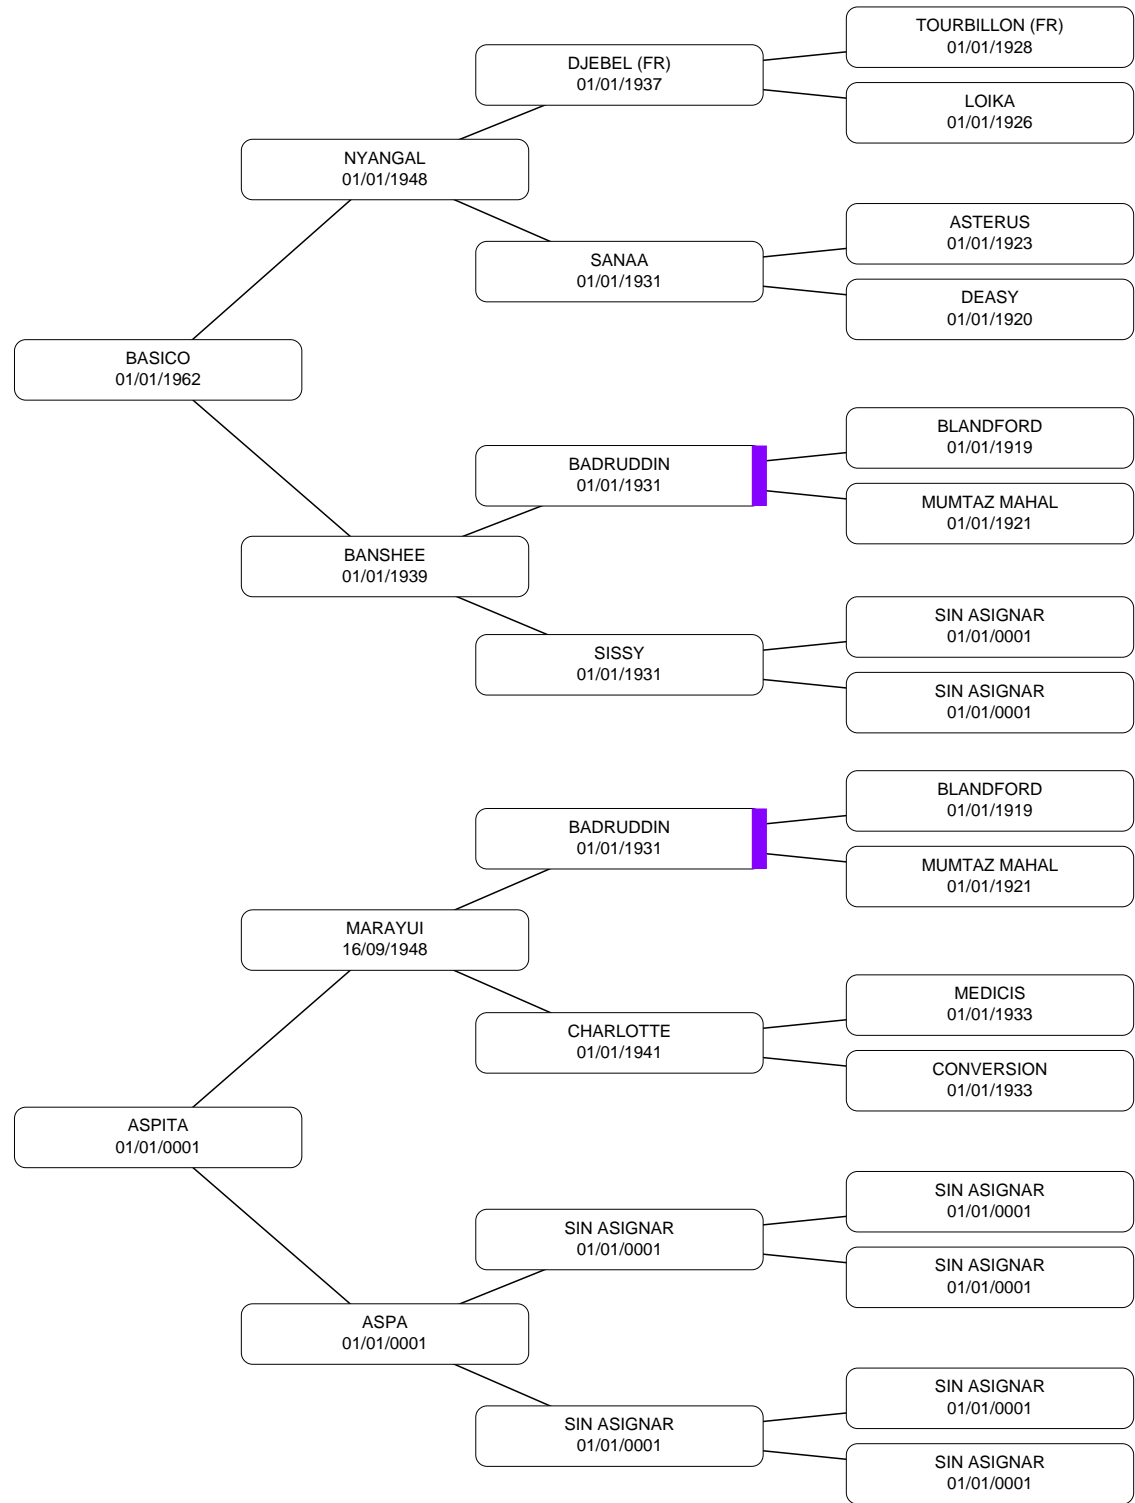 TOURBILLON (FR)
01/01/1928
DJEBEL (FR)
01/01/1937
LOIKA
01/01/1926
NYANGAL
01/01/1948
ASTERUS
01/01/1923
SANAA
01/01/1931
DEASY
01/01/1920
BASICO
01/01/1962
BLANDFORD
01/01/1919
BADRUDDIN
01/01/1931
MUMTAZ MAHAL
01/01/1921
BANSHEE
01/01/1939
SIN ASIGNAR
01/01/0001
SISSY
01/01/1931
SIN ASIGNAR
01/01/0001
BLANDFORD
01/01/1919
BADRUDDIN
01/01/1931
MUMTAZ MAHAL
01/01/1921
MARAYUI
16/09/1948
MEDICIS
01/01/1933
CHARLOTTE
01/01/1941
CONVERSION
01/01/1933
ASPITA
01/01/0001
SIN ASIGNAR
01/01/0001
SIN ASIGNAR
01/01/0001
SIN ASIGNAR
01/01/0001
ASPA
01/01/0001
SIN ASIGNAR
01/01/0001
SIN ASIGNAR
01/01/0001
SIN ASIGNAR
01/01/0001